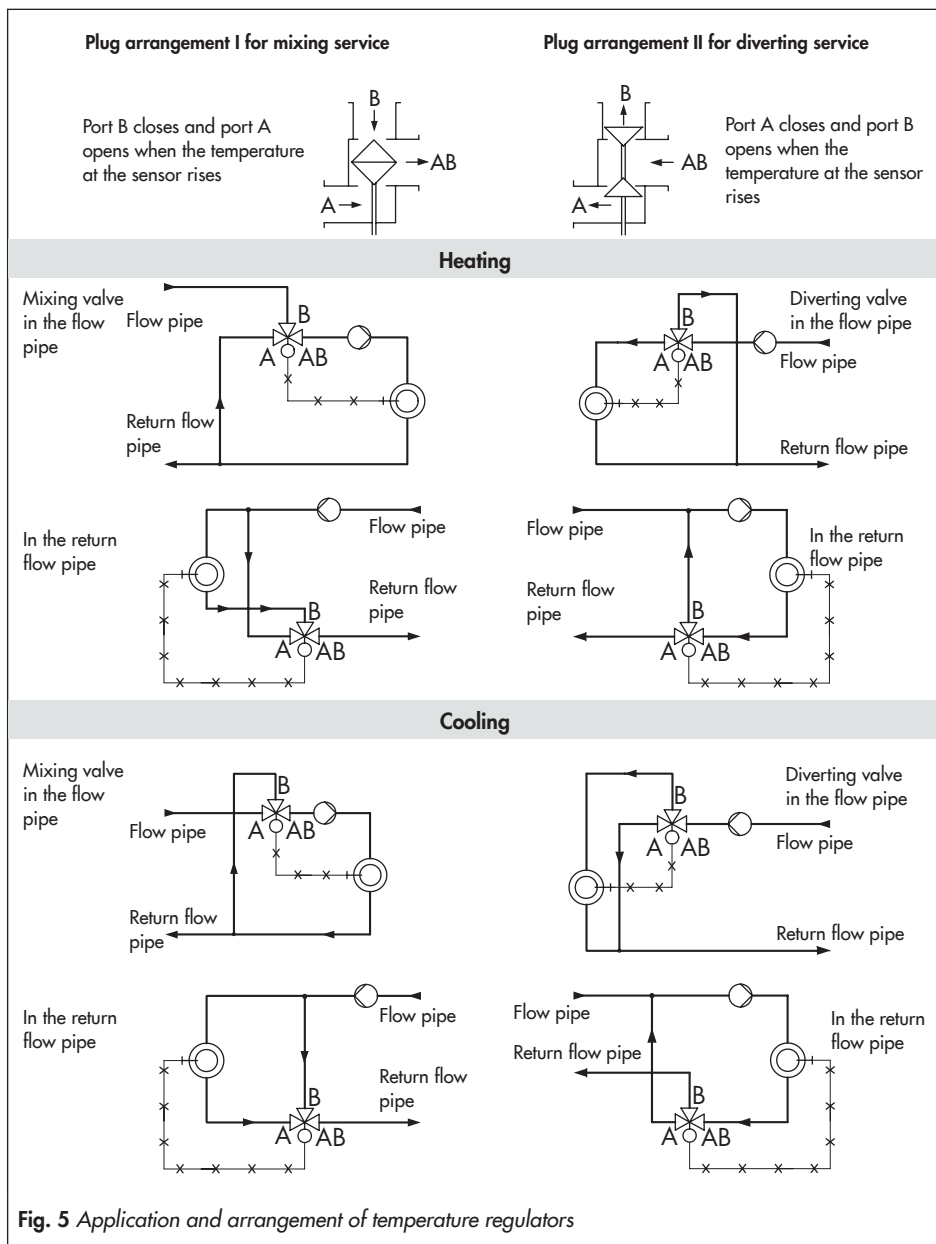 Plug arrangement I for mixing service
Plug arrangement II for diverting service
Port B closes and port A
opens when the temperature
at the sensor rises
B
AB
A
B
AB
A
Port A closes and port B
opens when the
temperature at the sensor
rises
Heating
Mixing valve
in the flow
pipe
Flow pipe
B
A
AB
Return flow
pipe
Diverting valve
in the flow pipe
B
A
AB
Flow pipe
Return flow pipe
In the return
flow pipe
Flow pipe
Return flow
pipe
B
A
AB
Flow pipe
In the return
flow pipe
Return flow
pipe
B
A
AB
Cooling
Mixing valve
in the flow
pipe
B
Flow pipe
A
AB
Return flow
pipe
Diverting valve
in the flow pipe
B
A
AB
Flow pipe
Return flow pipe
In the return
flow pipe
Flow pipe
Return flow
pipe
B
A
AB
Flow pipe
In the return
flow pipe
Return flow pipe
B
A
AB
Fig. 5 Application and arrangement of temperature regulators